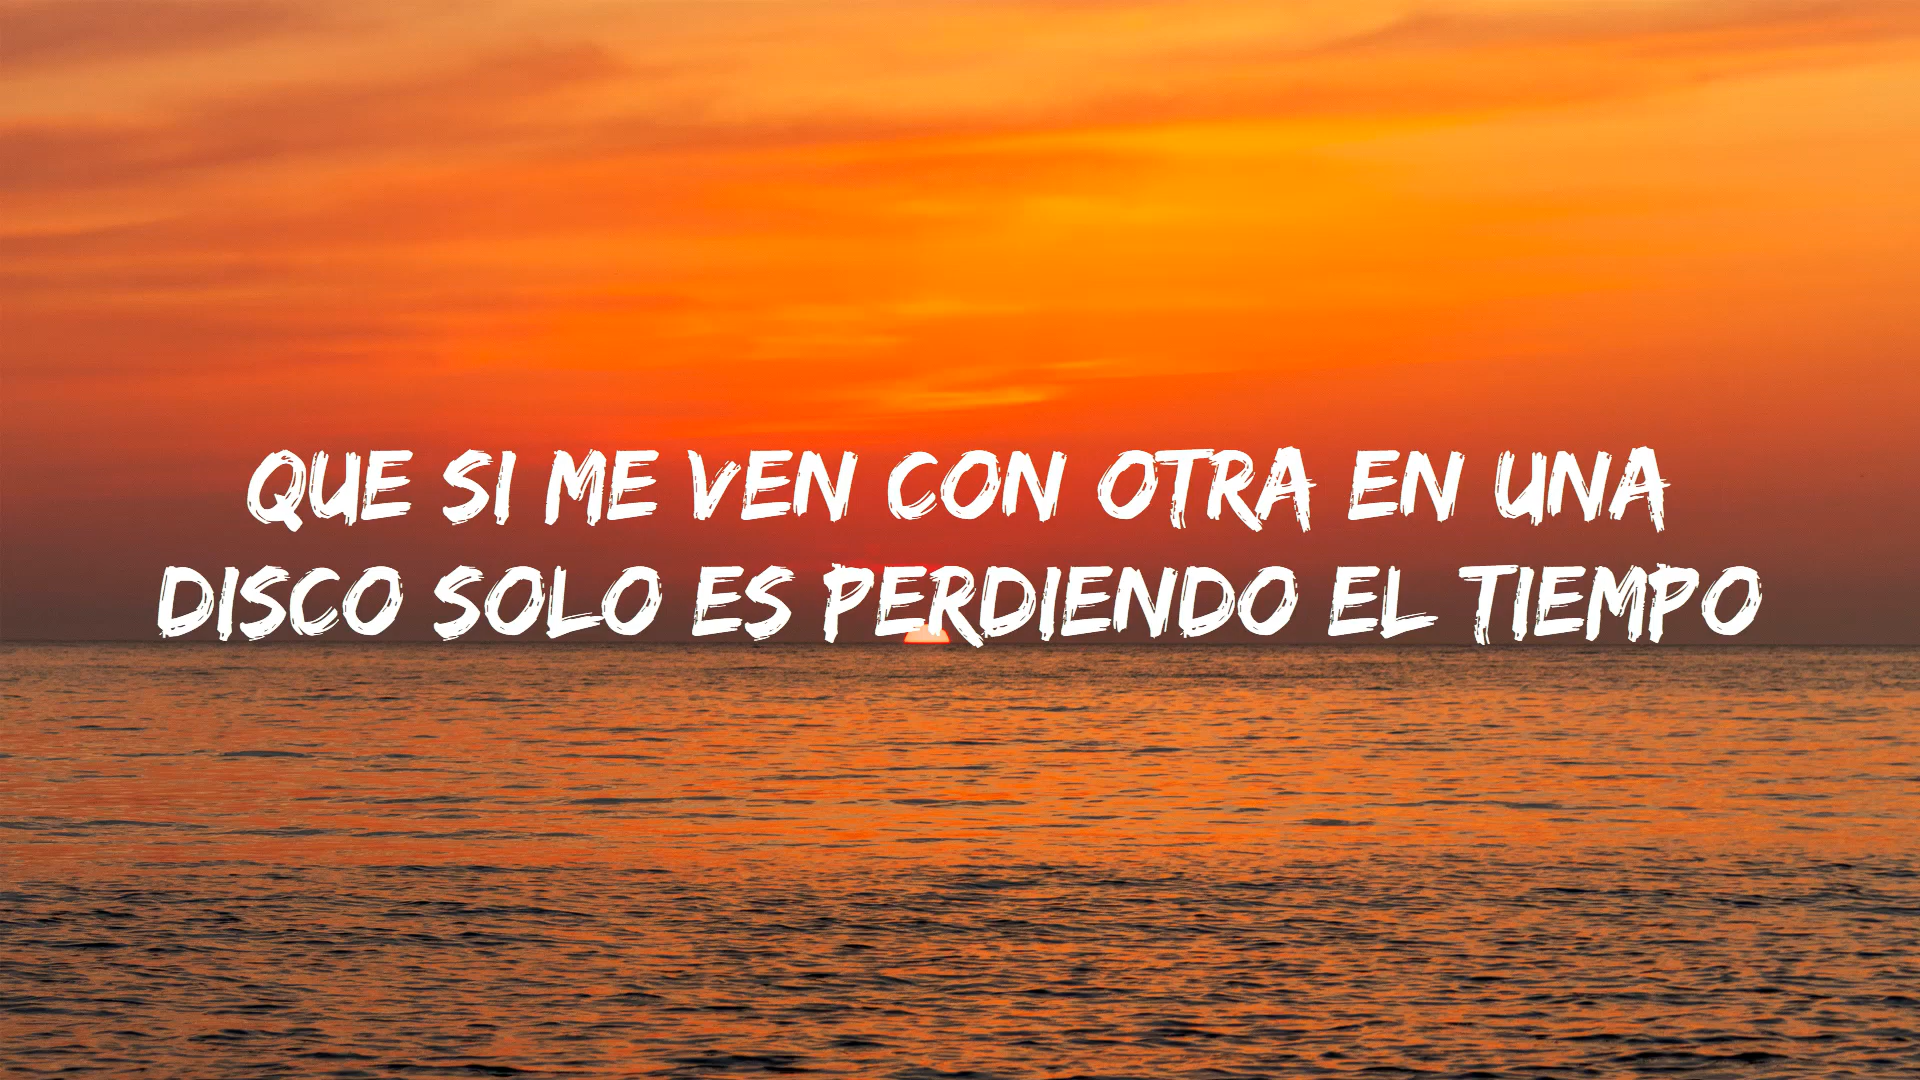 QUE SI ME VEN CON OTRA EN UNA
DISCO SOLO ES PERDIENDO EL TIEMPO